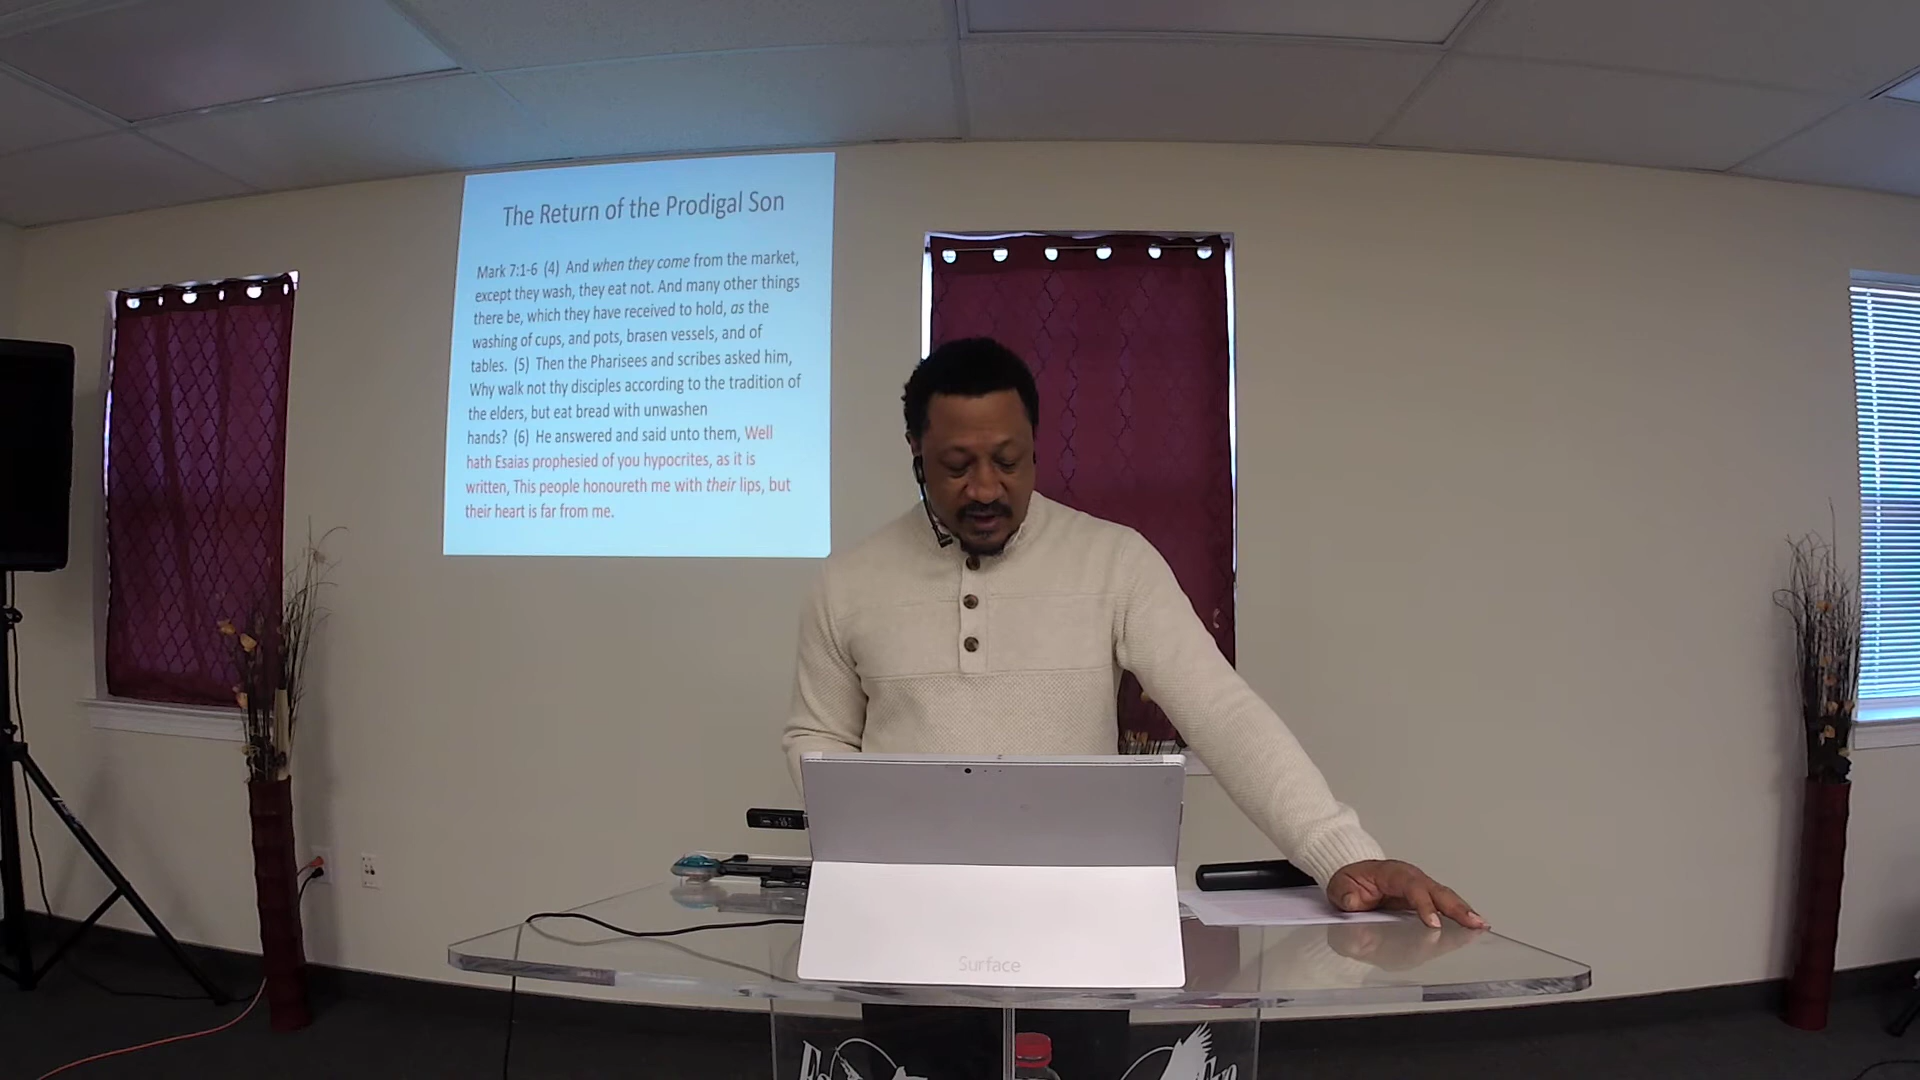 The Return of the Prodigal Son
Mark 7:1-6 (4) And when they come from the market,
except they wash, they eat not. And many other things
there be, which they have received to hold, as the
washing of cups, and pots, brasen vessels, and of
tables. (5) Then the Pharisees and scribes asked him,
Why walk not thy disciples according to the tradition of
the elders, but eat bread with unwashen
hands? (6) He answered and said unto them, Well
hath Esaias prophesied of you hypocrites, as it is
written, This people honoureth me with their lips, but
their heart is far from me.
Surface